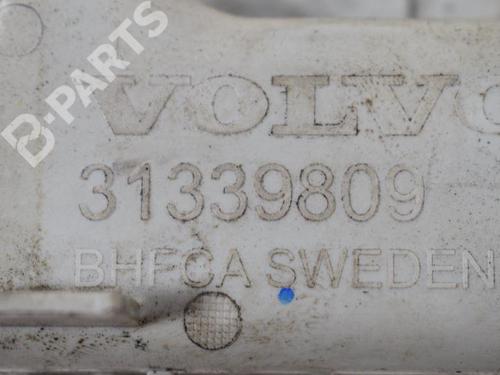 B-PARTS
VOLVO
31339809
BHFCA SWEDEN